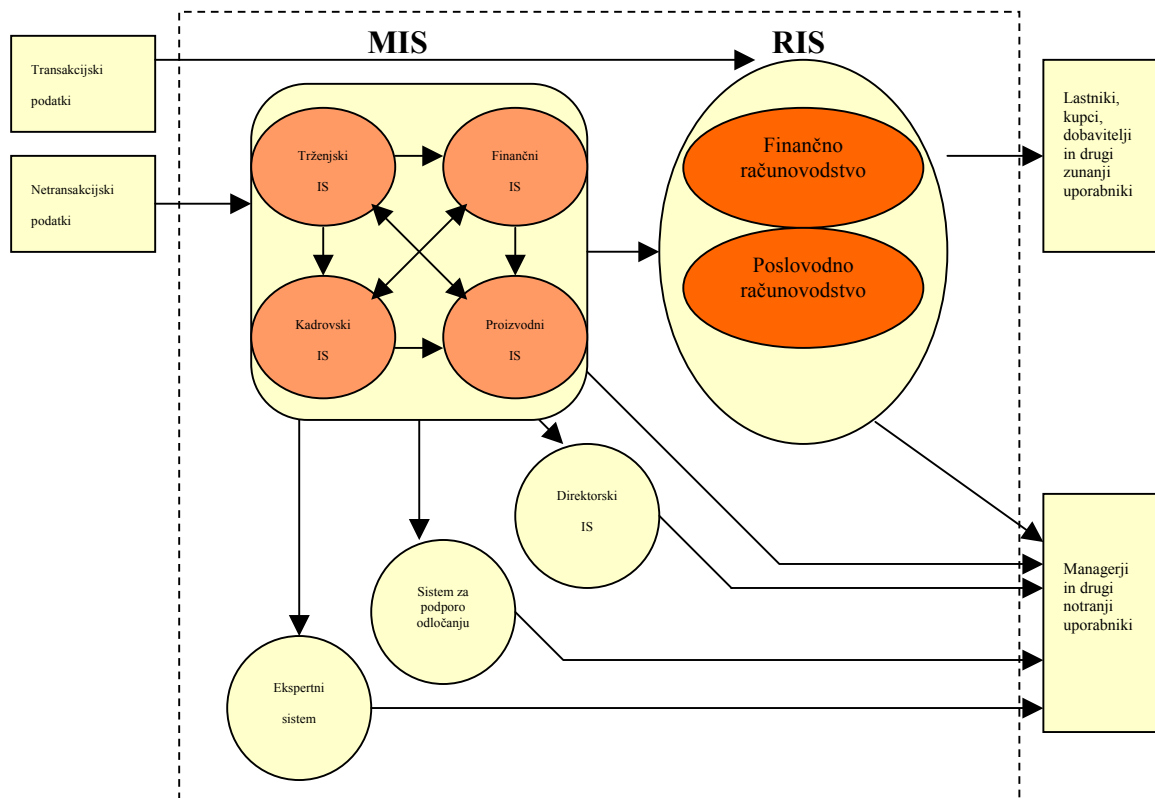 MIS
RIS
Transakcijski
podatki
Netransakcijski
podatki
Trženjski
IS
Finančni
IS
Kadrovski
IS
Proizvodni
IS
Finančno
računovodstvo
Poslovodno
računovodstvo
Lastniki,
kupci,
dobavitelji
in drugi
zunanji
uporabniki
Direktorski
IS
Sistem za
podporo
odločanju
Ekspertni
sistem
Managerji
in drugi
notranji
uporabniki